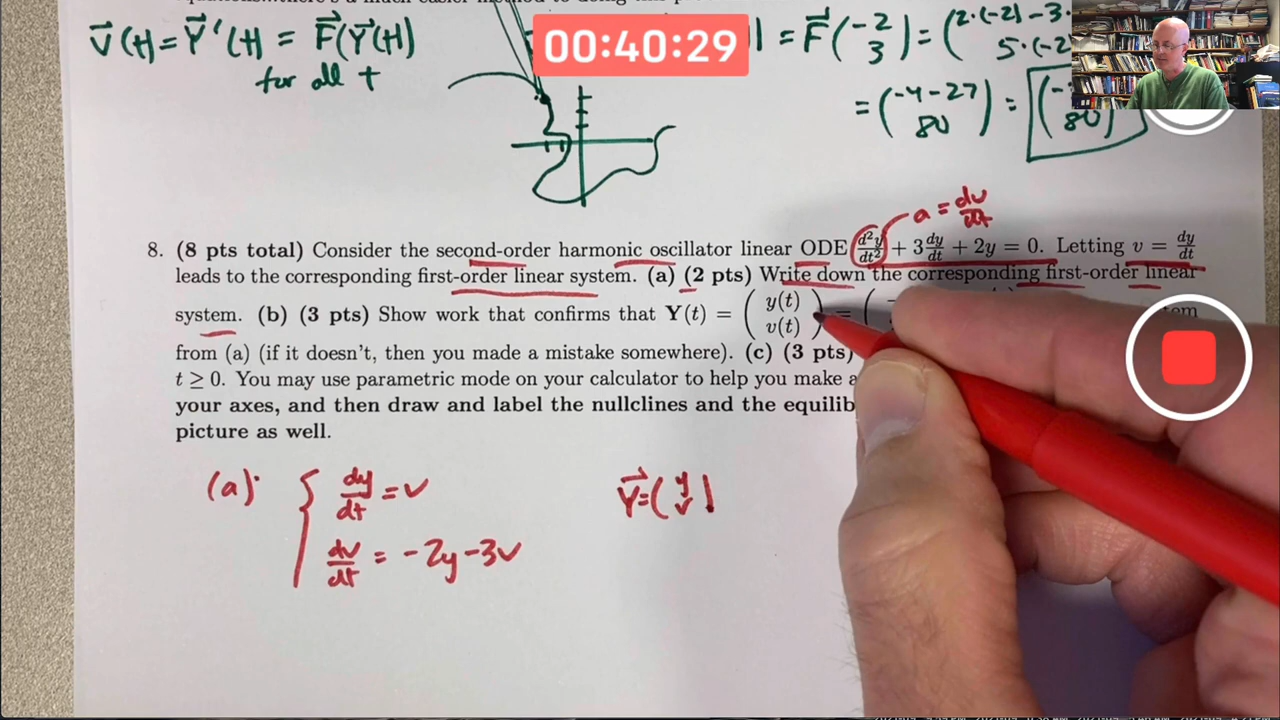 V⃗(t) = Y⃗'(t) = F⃗(Y⃗(t))
for all t
00:40:29
= F⃗(-2 3) = (2·(-2)-3· 5·(-2
= (-4-27 80) = (- 80)
a = dv/dt
8. (8 pts total) Consider the second-order harmonic oscillator linear ODE d²y/dt² + 3 dy/dt + 2y = 0. Letting v = dy/dt
leads to the corresponding first-order linear system. (a) (2 pts) Write down the corresponding first-order linear
system. (b) (3 pts) Show work that confirms that Y(t) = ( y(t) v(t) ) = (
from (a) (if it doesn't, then you made a mistake somewhere). (c) (3 pts)
t ≥ 0. You may use parametric mode on your calculator to help you make a
your axes, and then draw and label the nullclines and the
picture as well.
(a). { dy/dt = v
dv/dt = -2y-3v
Y⃗=(y v)